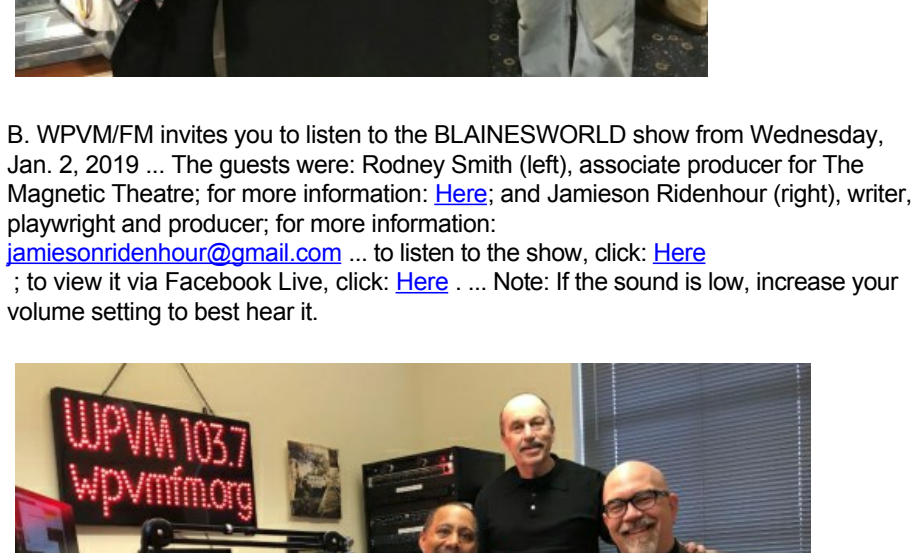 B. WPVM/FM invites you to listen to the BLAINESWORLD show from Wednesday,
Jan. 2, 2019 ... The guests were: Rodney Smith (left), associate producer for The
Magnetic Theatre; for more information: Here; and Jamieson Ridenhour (right), writer,
playwright and producer; for more information:
jamiesonridenhour@gmail.com ... to listen to the show, click: Here
; to view it via Facebook Live, click: Here . ... Note: If the sound is low, increase your
volume setting to best hear it.
WPVM 103.7
wpvmfm.org